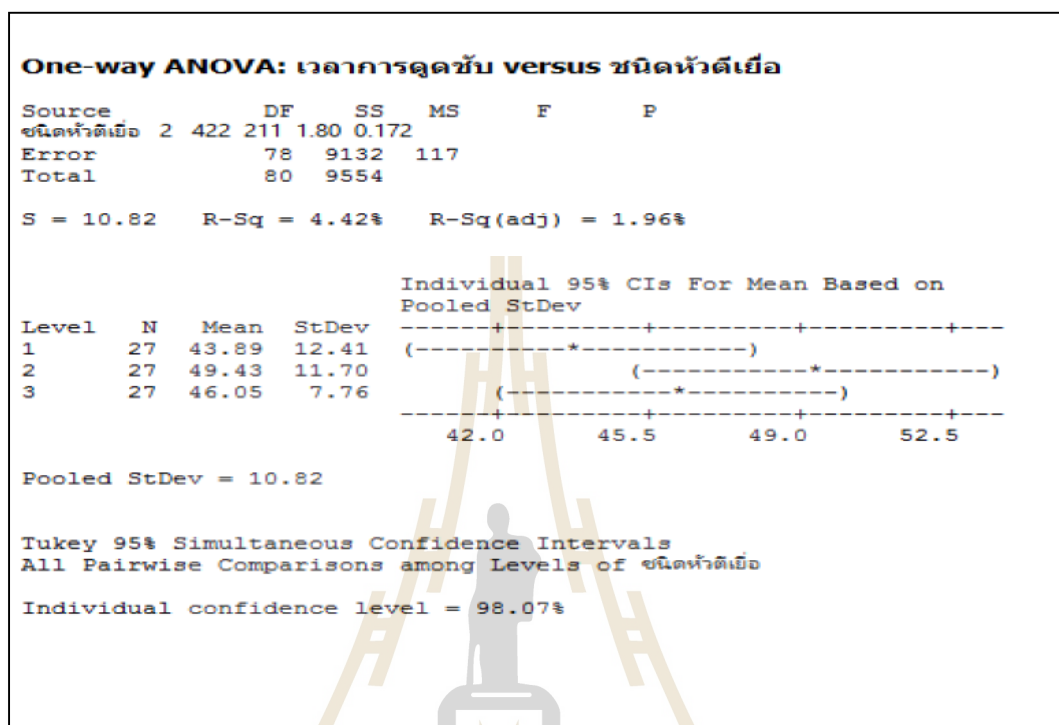 One-way ANOVA: เวลาการดูดซับ versus ชนิดหัวตีเยื่อ
Source DF SS MS F P
ชนิดหัวตีเยื่อ 2 422 211 1.80 0.172
Error 78 9132 117
Total 80 9554
S = 10.82 R-Sq = 4.42% R-Sq(adj) = 1.96%
Individual 95% CIs For Mean Based on
Pooled StDev
Level N Mean StDev ------+---------+---------+---------+---
1 27 43.89 12.41 (----------*-----------)
2 27 49.43 11.70 (-----------*-----------)
3 27 46.05 7.76 (-----------*----------)
------+---------+---------+---------+---
42.0 45.5 49.0 52.5
Pooled StDev = 10.82
Tukey 95% Simultaneous Confidence Intervals
All Pairwise Comparisons among Levels of ชนิดหัวตีเยื่อ
Individual confidence level = 98.07%